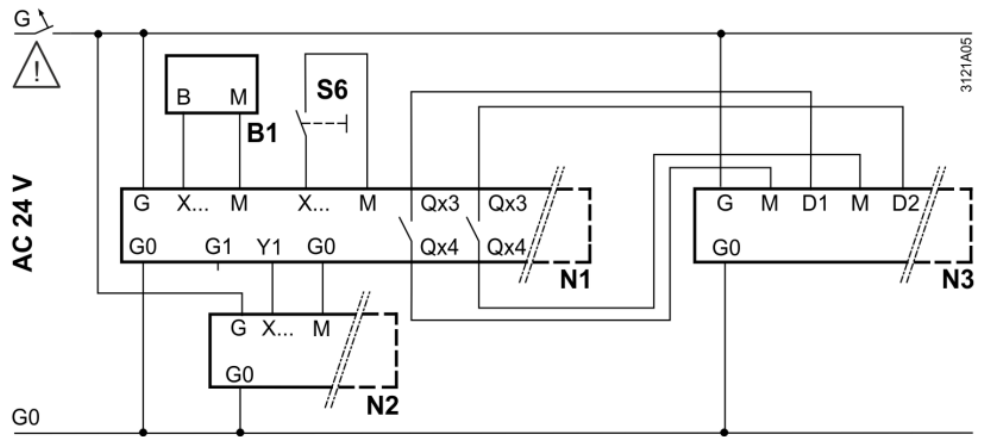 G
!
3121A05
S6
B M
B1
AC 24 V
G X... M X... M Qx3 Qx3
G0 G1 Y1 G0 Qx4 Qx4
N1
G M D1 M D2
G0
N3
G X... M
G0
N2
G0